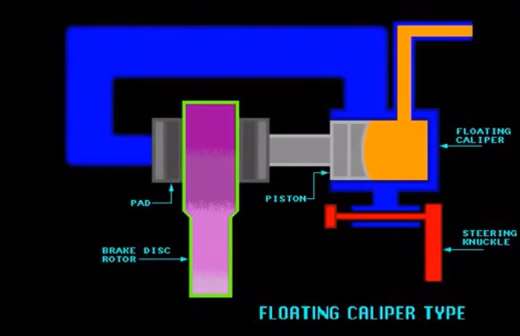 FLOATING
CALIPER
PAD
PISTON
STEERING
KNUCKLE
BRAKE DISC
ROTOR
FLOATING CALIPER TYPE